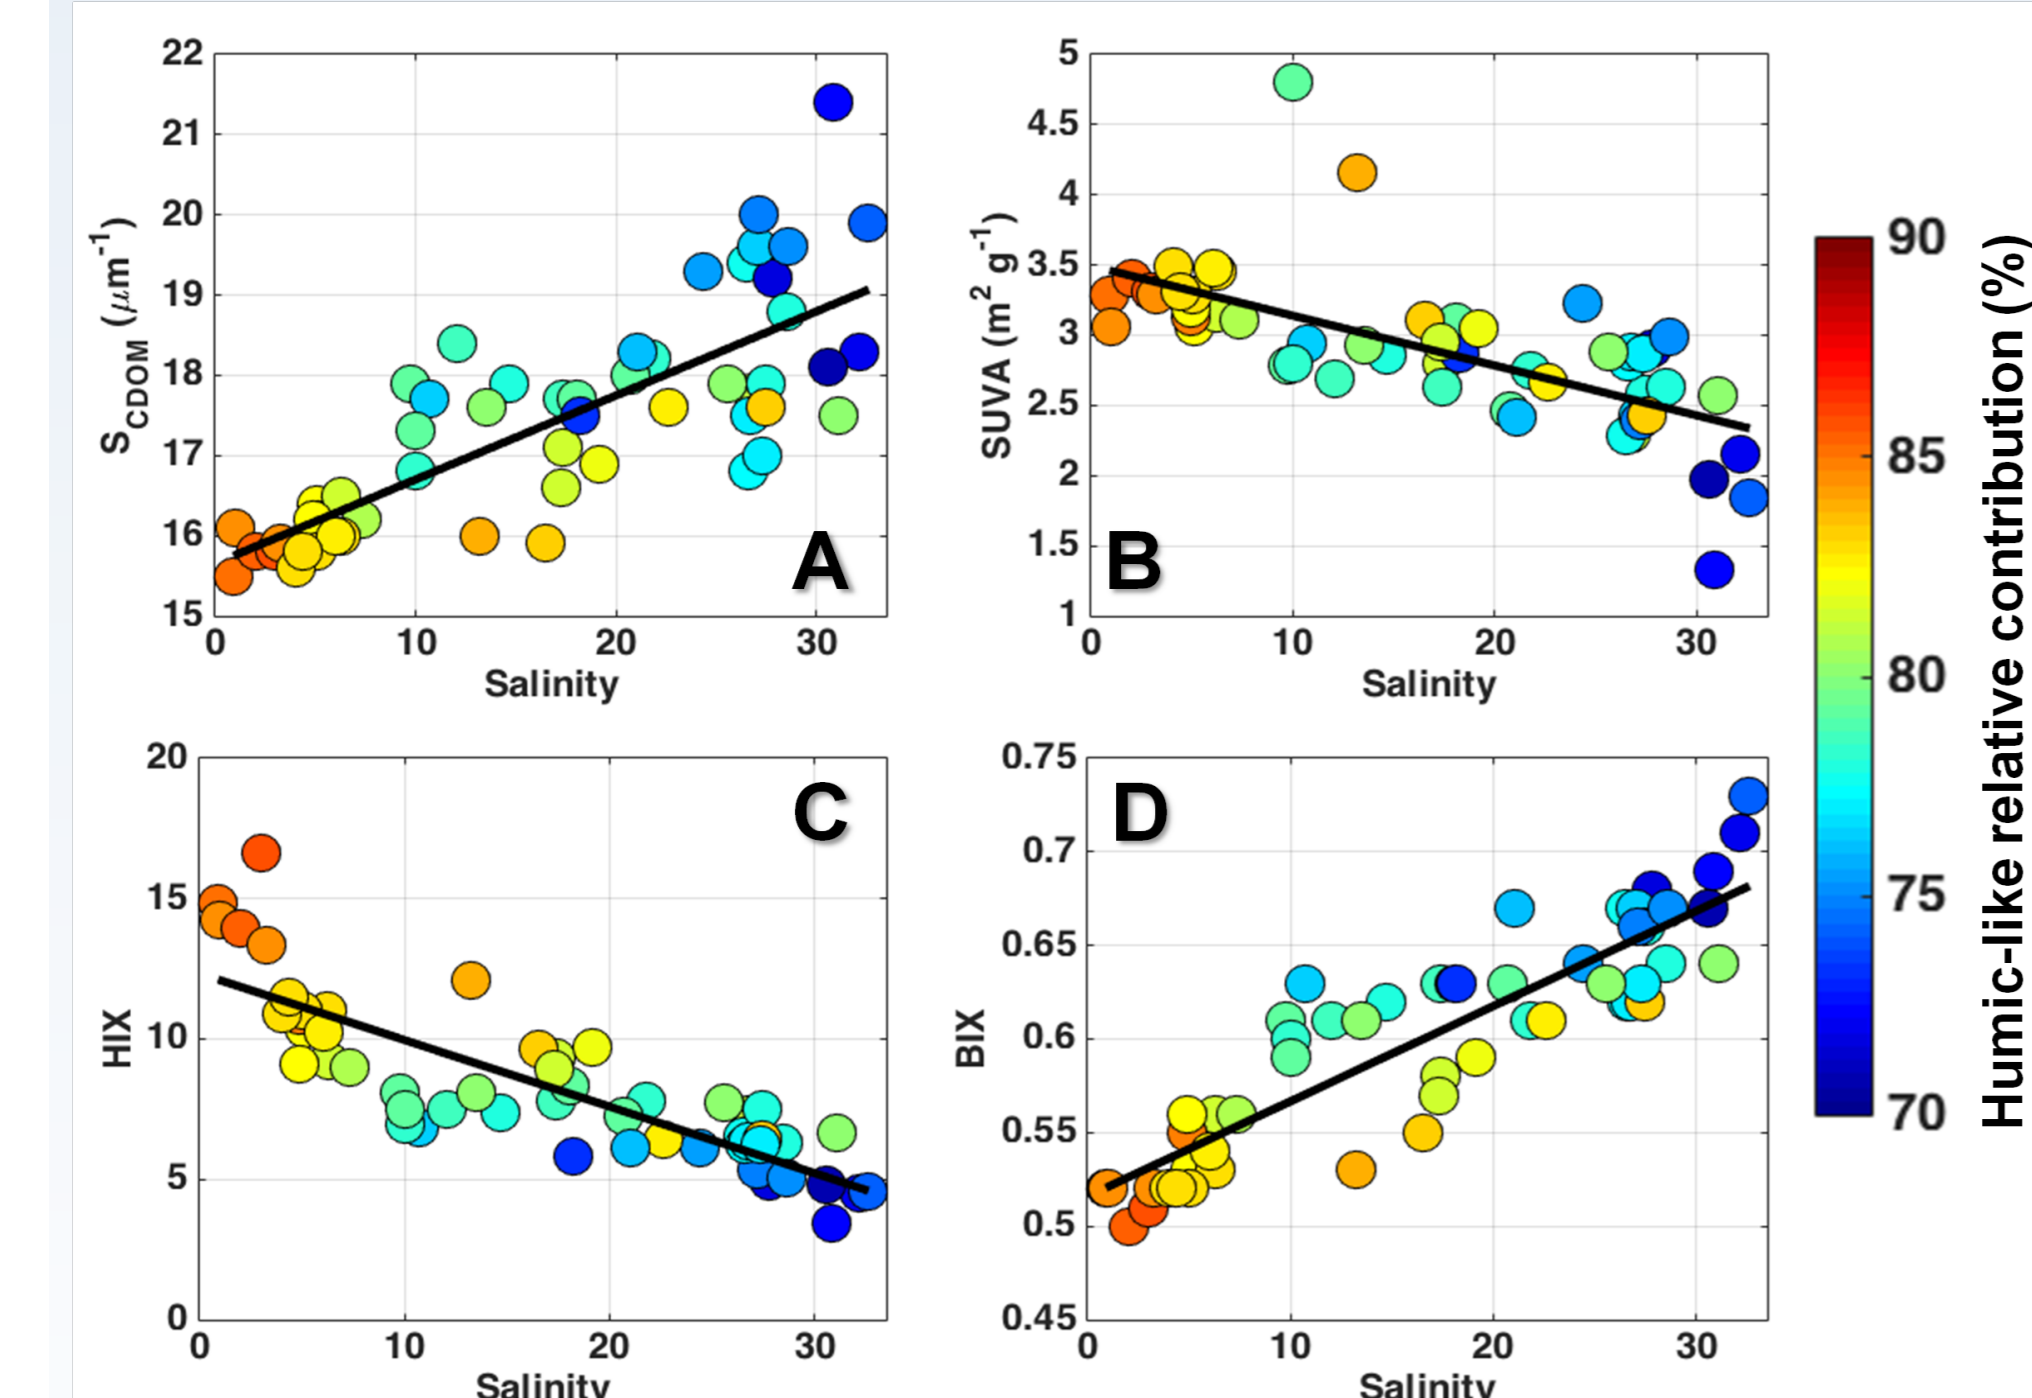 22
21
20
19
18
17
16
15
S_CDOM (μm^-1)
0 10 20 30
Salinity
A
5
4.5
4
3.5
3
2.5
2
1.5
1
SUVA (m^2 g^-1)
0 10 20 30
Salinity
B
20
15
10
5
0
HIX
0 10 20 30
Salinity
C
0.75
0.7
0.65
0.6
0.55
0.5
0.45
BIX
0 10 20 30
Salinity
D
90
85
80
75
70
Humic-like relative contribution (%)